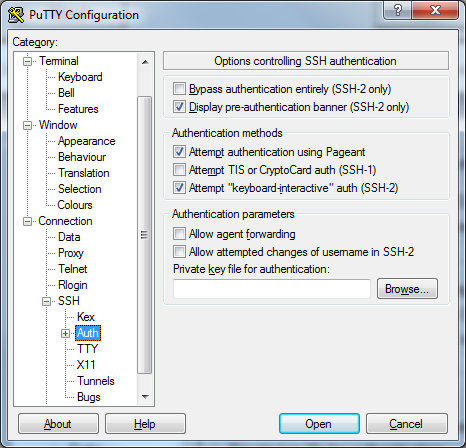 PuTTY Configuration
Category:
Terminal
Keyboard
Bell
Features
Window
Appearance
Behaviour
Translation
Selection
Colours
Connection
Data
Proxy
Telnet
Rlogin
SSH
Kex
Auth
TTY
X11
Tunnels
Bugs
Options controlling SSH authentication
Bypass authentication entirely (SSH-2 only)
Display pre-authentication banner (SSH-2 only)
Authentication methods
Attempt authentication using Pageant
Attempt TIS or CryptoCard auth (SSH-1)
Attempt "keyboard-interactive" auth (SSH-2)
Authentication parameters
Allow agent forwarding
Allow attempted changes of username in SSH-2
Private key file for authentication:
Browse...
About
Help
Open
Cancel